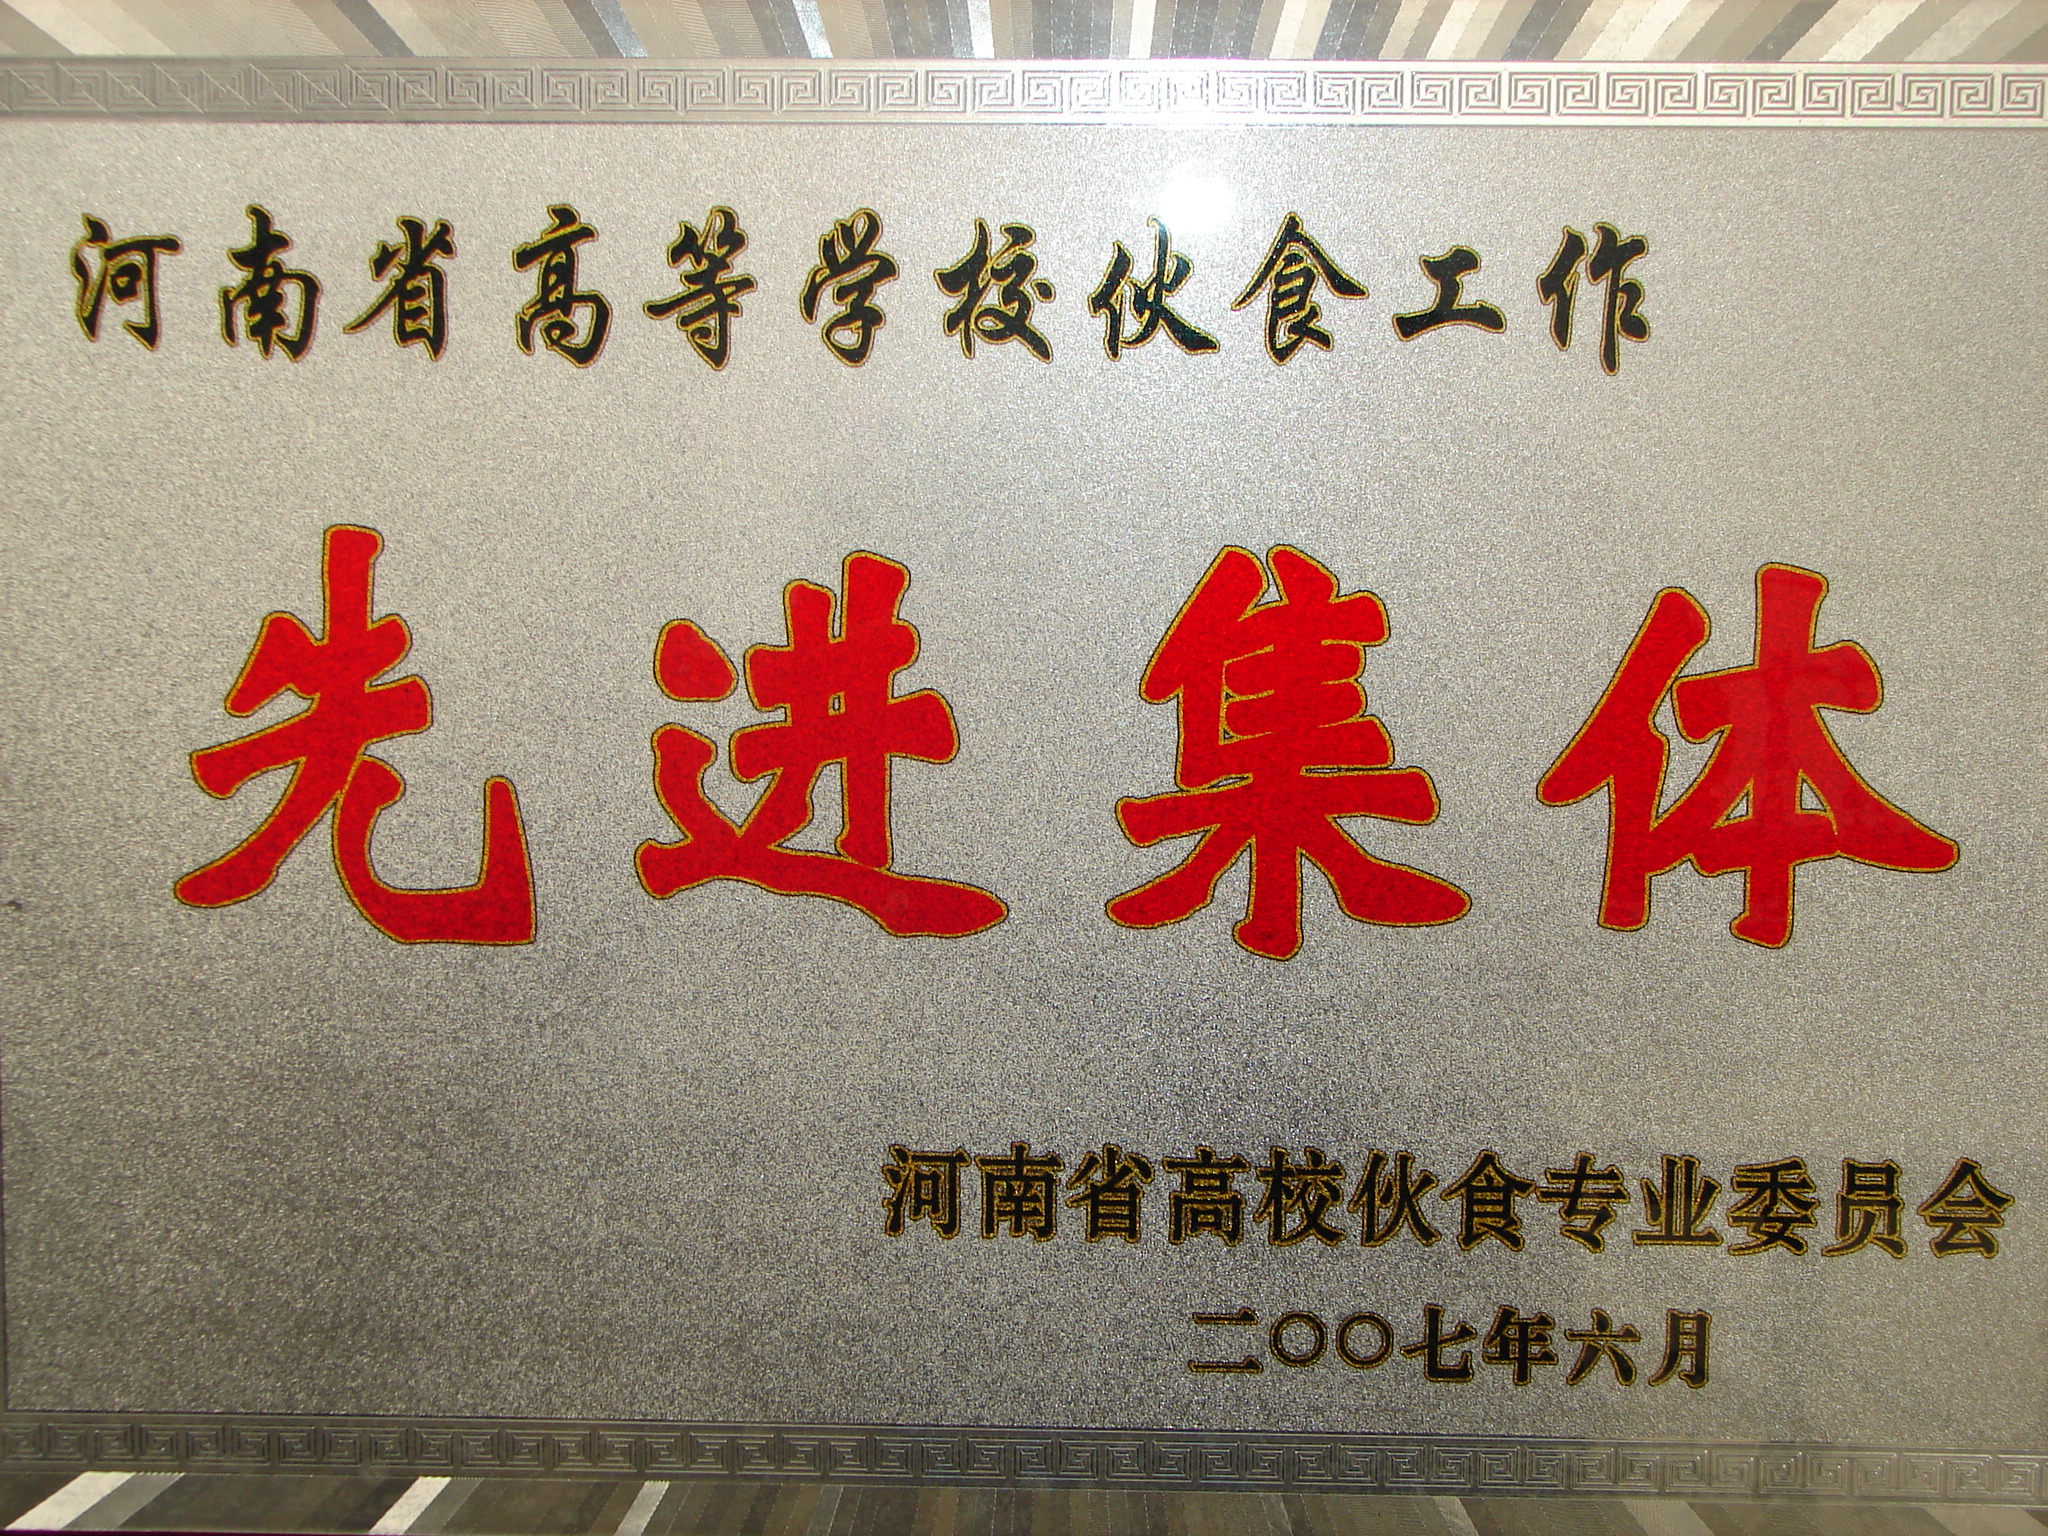 河南省高等学校伙食工作
先进集体
河南省高校伙食专业委员会
二〇〇七年六月